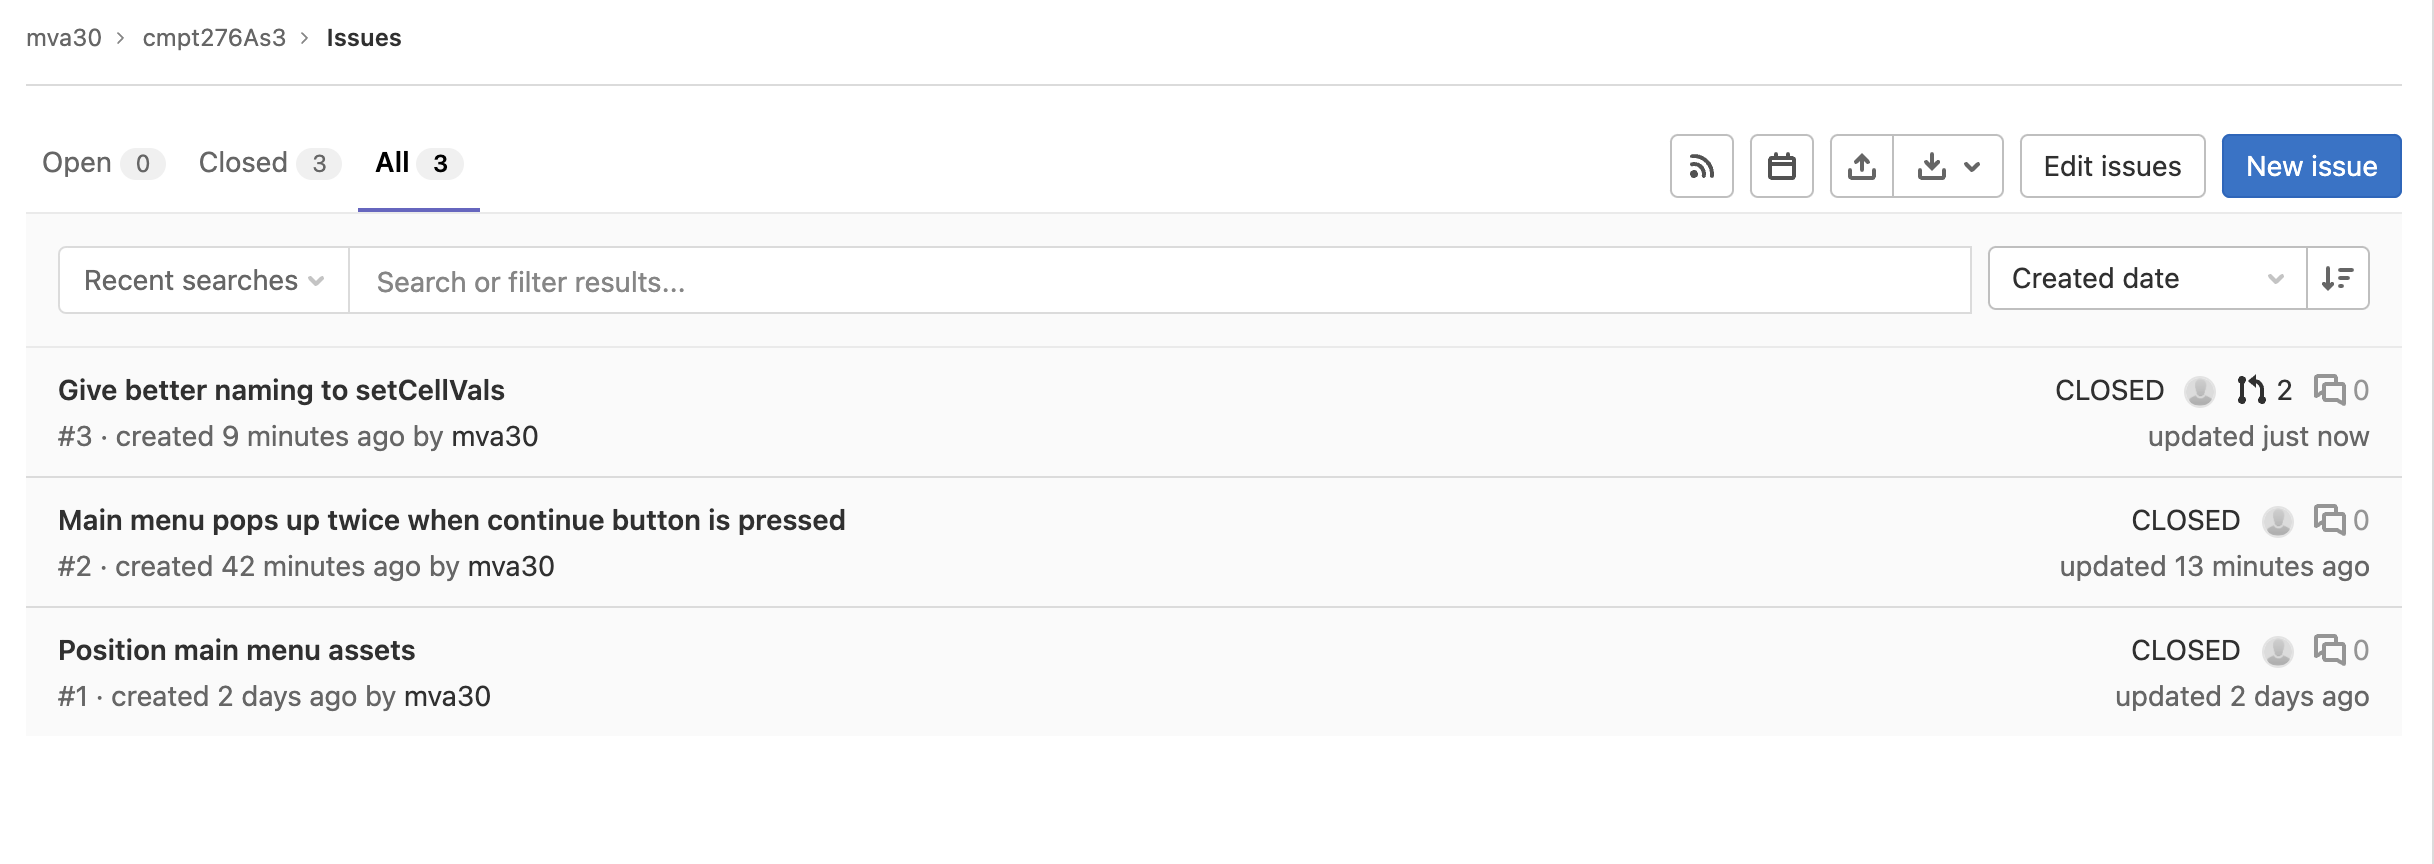 mva30 > cmpt276As3 > Issues
Open 0 Closed 3 All 3
Edit issues
New issue
Recent searches
Search or filter results...
Created date
Give better naming to setCellVals
CLOSED 2 0
#3 · created 9 minutes ago by mva30
updated just now
Main menu pops up twice when continue button is pressed
CLOSED 0
#2 · created 42 minutes ago by mva30
updated 13 minutes ago
Position main menu assets
CLOSED 0
#1 · created 2 days ago by mva30
updated 2 days ago